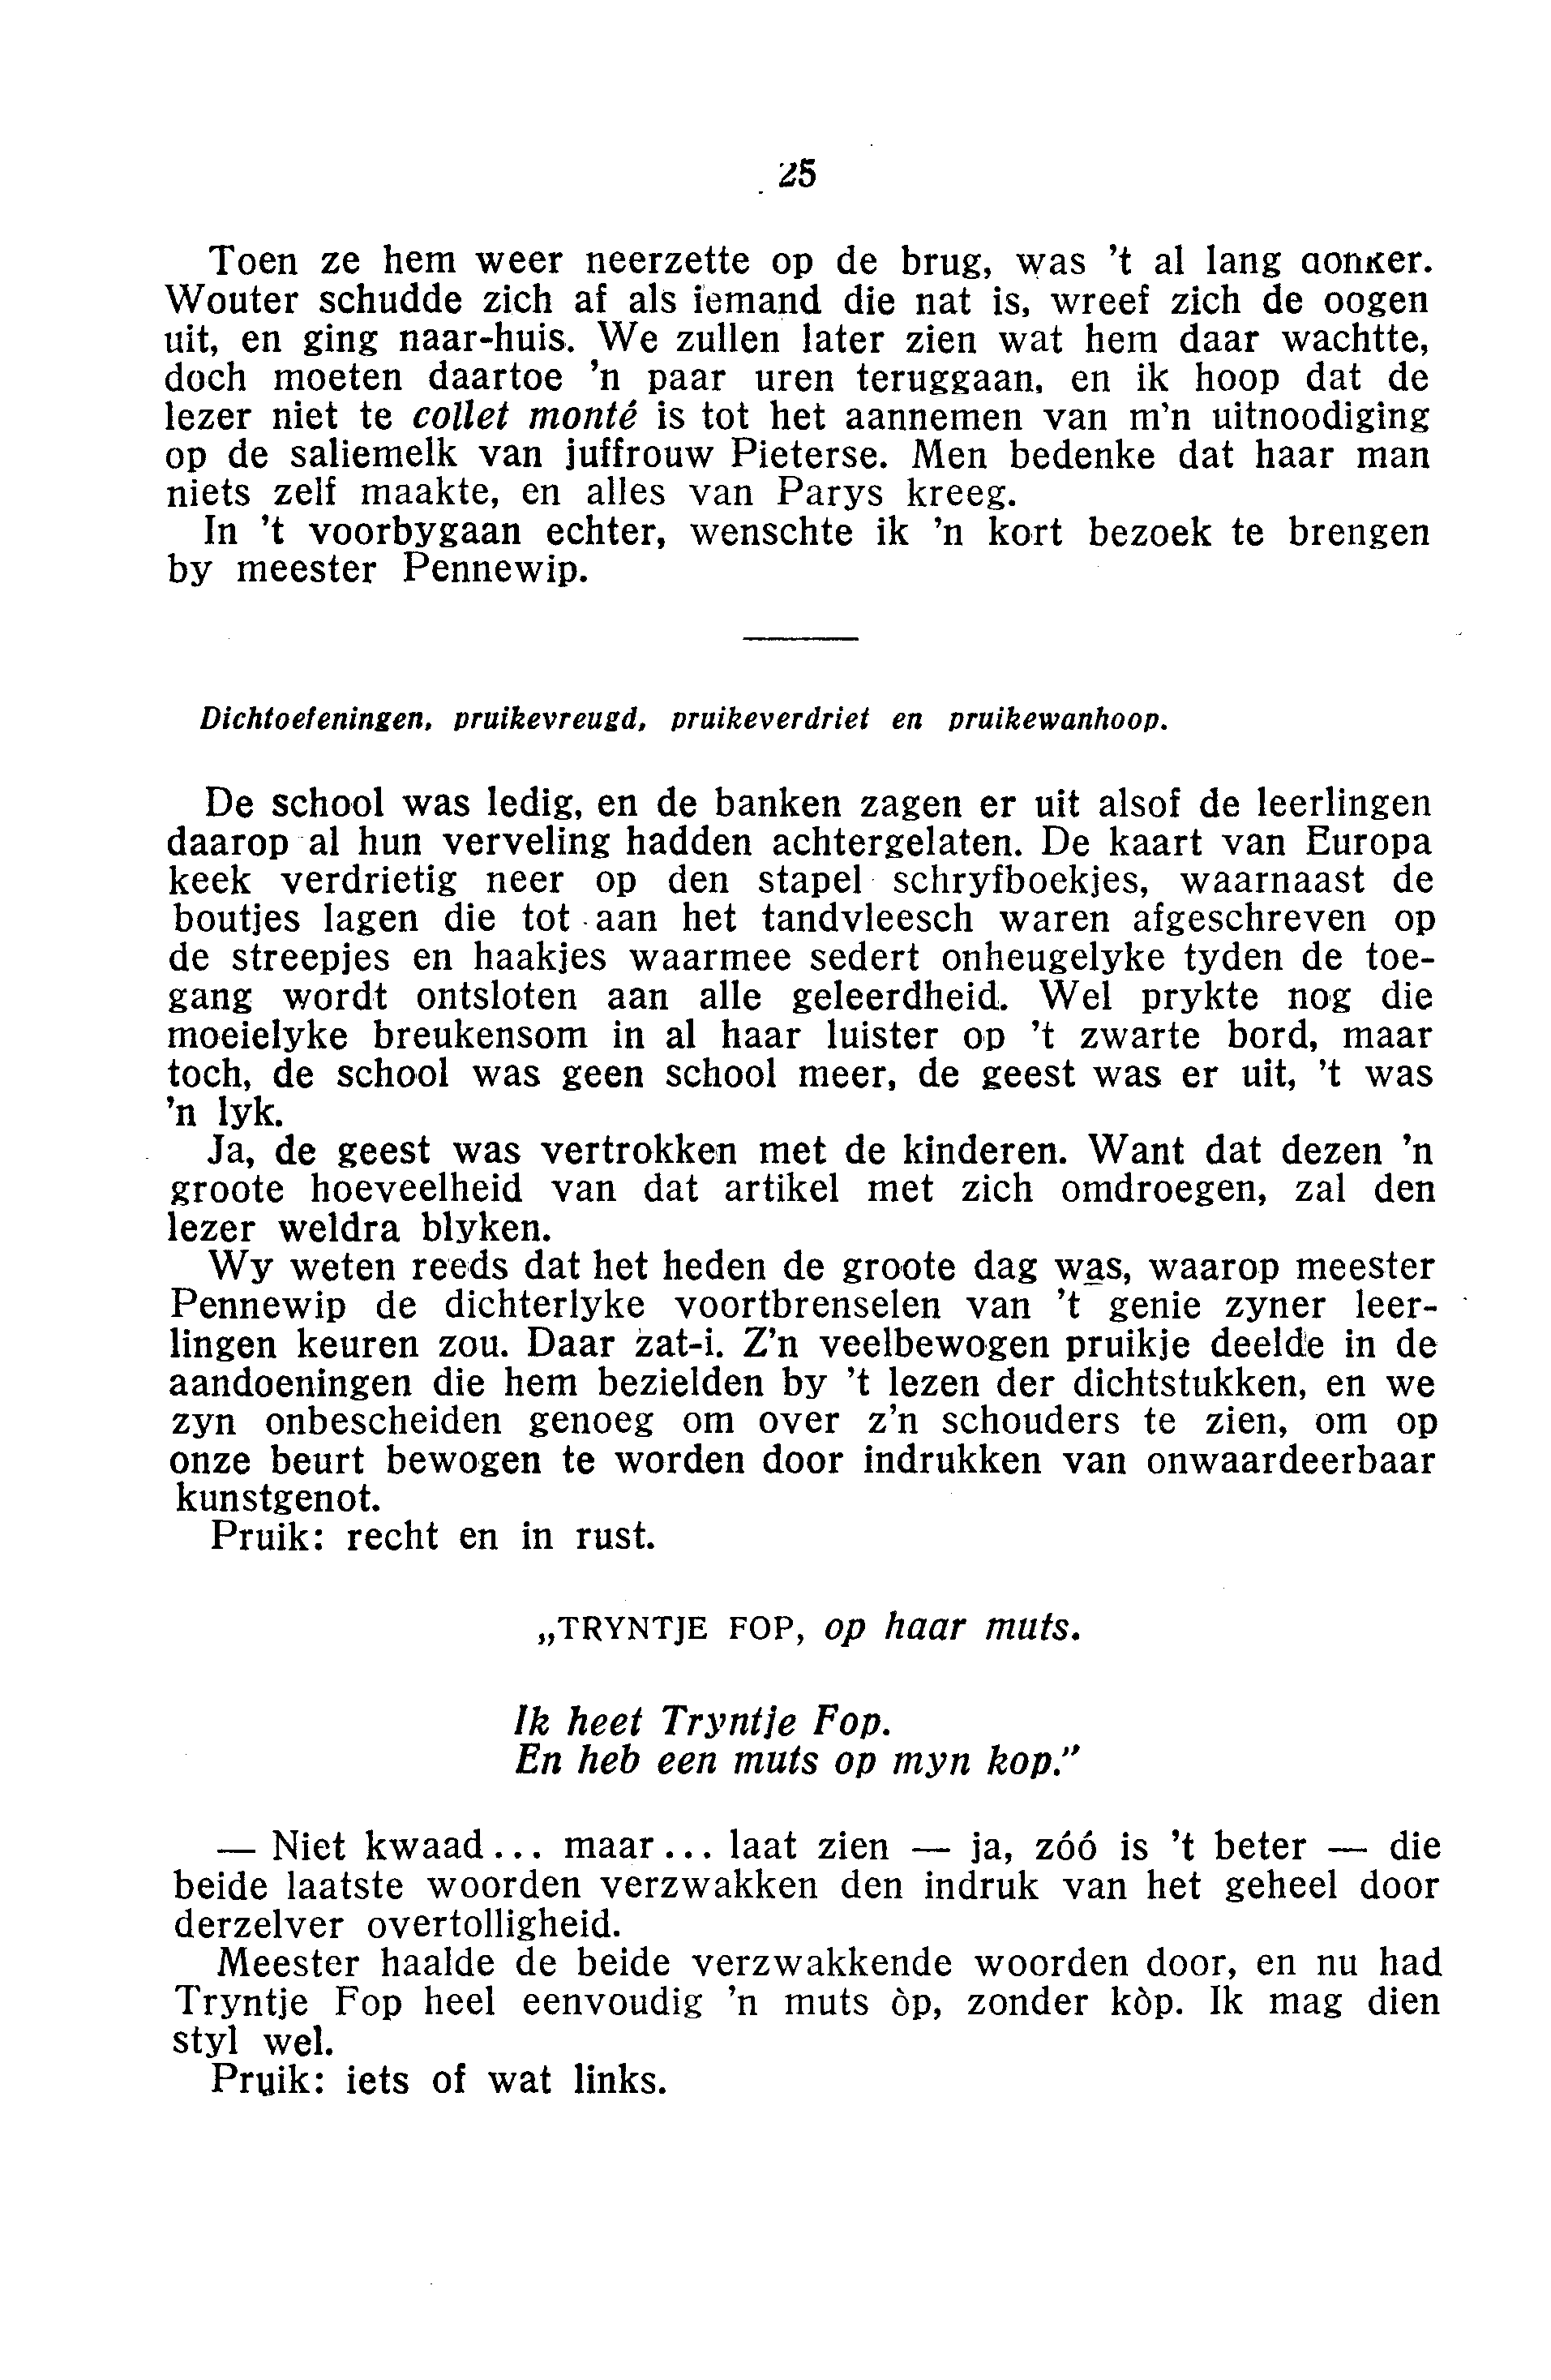 25
Toen ze hem weer neerzette op de brug, was 't al lang donker.
Wouter schudde zich af als iemand die nat is, wreef zich de oogen
uit, en ging naar-huis. We zullen later zien wat hem daar wachtte,
doch moeten daartoe 'n paar uren teruggaan, en ik hoop dat de
lezer niet te collet monté is tot het aannemen van m'n uitnoodiging
op de saliemelk van juffrouw Pieterse. Men bedenke dat haar man
niets zelf maakte, en alles van Parys kreeg.
In 't voorbygaan echter, wenschte ik 'n kort bezoek te brengen
by meester Pennewip.
Dichtoefeningen, pruikevreugd, pruikeverdriet en pruikewanhoop.
De school was ledig, en de banken zagen er uit alsof de leerlingen
daarop al hun verveling hadden achtergelaten. De kaart van Europa
keek verdrietig neer op den stapel schryfboekjes, waarnaast de
boutjes lagen die tot aan het tandvleesch waren afgeschreven op
de streepjes en haakjes waarmee sedert onheugelyke tyden de toe-
gang wordt ontsloten aan alle geleerdheid. Wel prykte nog die
moeielyke breukensom in al haar luister op 't zwarte bord, maar
toch, de school was geen school meer, de geest was er uit, 't was
'n lyk.
Ja, de geest was vertrokken met de kinderen. Want dat dezen 'n
groote hoeveelheid van dat artikel met zich omdroegen, zal den
lezer weldra blyken.
Wy weten reeds dat het heden de groote dag was, waarop meester
Pennewip de dichterlyke voortbrenselen van 't genie zyner leer-
lingen keuren zou. Daar zat-i. Z'n veelbewogen pruikje deelde in de
aandoeningen die hem bezielden by 't lezen der dichtstukken, en we
zyn onbescheiden genoeg om over z'n schouders te zien, om op
onze beurt bewogen te worden door indrukken van onwaardeerbaar
kunstgenot.
Pruik: recht en in rust.
„TRYNTJE FOP, op haar muts.
Ik heet Tryntje Fop.
En heb een muts op myn kop."
— Niet kwaad... maar... laat zien — ja, zóó is 't beter — die
beide laatste woorden verzwakken den indruk van het geheel door
derzelver overtolligheid.
Meester haalde de beide verzwakkende woorden door, en nu had
Tryntje Fop heel eenvoudig 'n muts òp, zonder kòp. Ik mag dien
styl wel.
Pruik: iets of wat links.